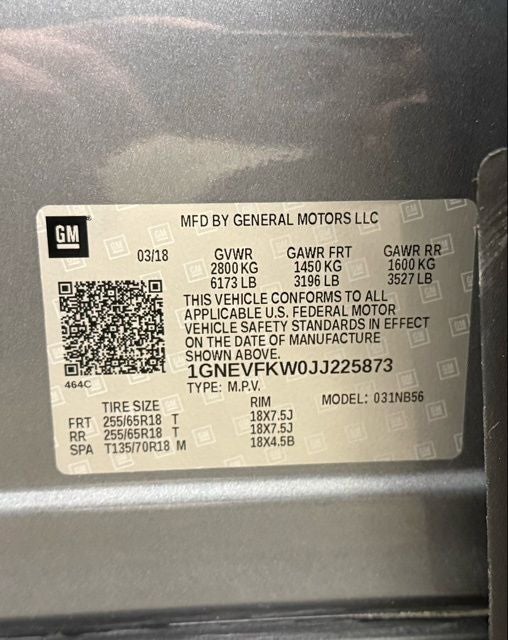 GM
MFD BY GENERAL MOTORS LLC
03/18 GVWR GAWR FRT GAWR RR
2800 KG 1450 KG 1600 KG
6173 LB 3196 LB 3527 LB
THIS VEHICLE CONFORMS TO ALL
APPLICABLE U.S. FEDERAL MOTOR
VEHICLE SAFETY STANDARDS IN EFFECT
ON THE DATE OF MANUFACTURE
SHOWN ABOVE.
464C
1GNEVFKW0JJ225873
TYPE: M.P.V. MODEL: 031NB56
TIRE SIZE RIM
FRT 255/65R18 T 18X7.5J
RR 255/65R18 T 18X7.5J
SPA T135/70R18 M 18X4.5B